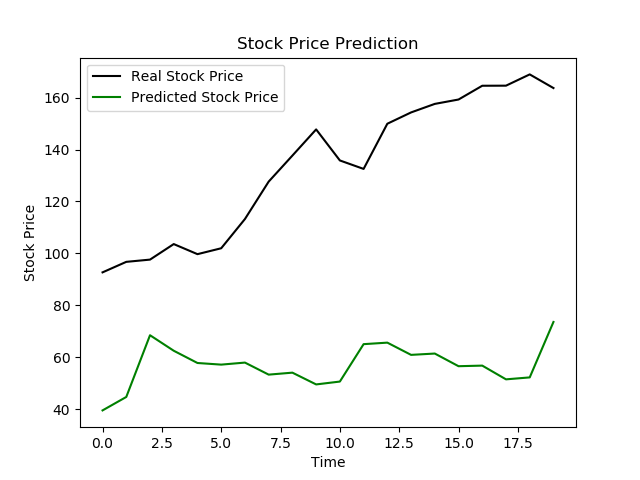 Stock Price Prediction
Real Stock Price
Predicted Stock Price
Stock Price
160
140
120
100
80
60
40
0.0 2.5 5.0 7.5 10.0 12.5 15.0 17.5
Time